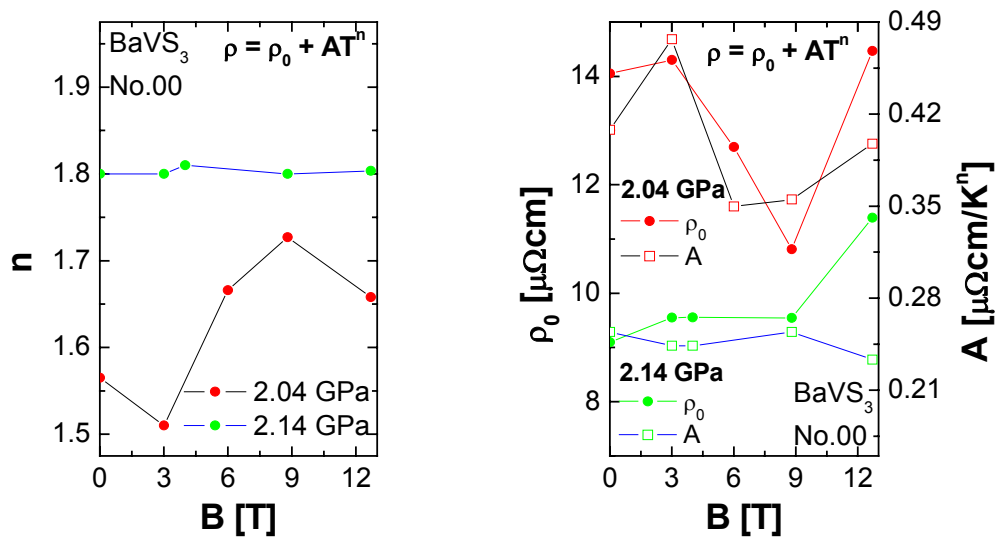 BaVS₃
No.00
ρ = ρ₀ + ATⁿ
1.9
1.8
1.7
1.6
1.5
n
2.04 GPa
2.14 GPa
0 3 6 9 12
B [T]
ρ = ρ₀ + ATⁿ
14
12
10
8
ρ₀ [μΩcm]
2.04 GPa
ρ₀
A
2.14 GPa
ρ₀
A
BaVS₃
No.00
0.49
0.42
0.35
0.28
0.21
A [μΩcm/Kⁿ]
0 3 6 9 12
B [T]